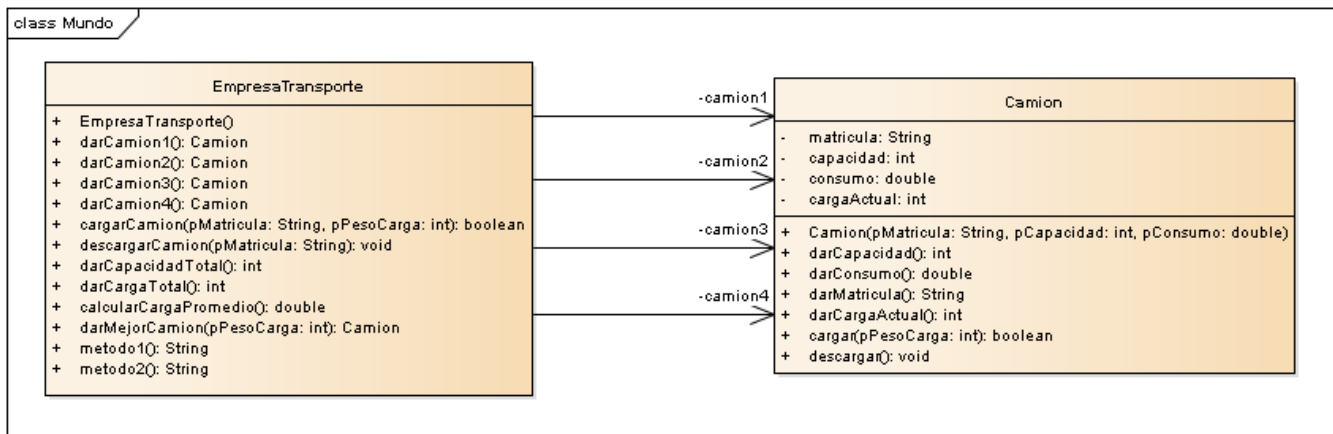 class Mundo
EmpresaTransporte
+ EmpresaTransporte()
+ darCamion1(): Camion
+ darCamion2(): Camion
+ darCamion3(): Camion
+ darCamion4(): Camion
+ cargarCamion(pMatricula: String, pPesoCarga: int): boolean
+ descargarCamion(pMatricula: String): void
+ darCapacidadTotal(): int
+ darCargaTotal(): int
+ calcularCargaPromedio(): double
+ darMejorCamion(pPesoCarga: int): Camion
+ metodo1(): String
+ metodo2(): String
-camion1
-camion2
-camion3
-camion4
Camion
- matricula: String
- capacidad: int
- consumo: double
- cargaActual: int
+ Camion(pMatricula: String, pCapacidad: int, pConsumo: double)
+ darCapacidad(): int
+ darConsumo(): double
+ darMatricula(): String
+ darCargaActual(): int
+ cargar(pPesoCarga: int): boolean
+ descargar(): void